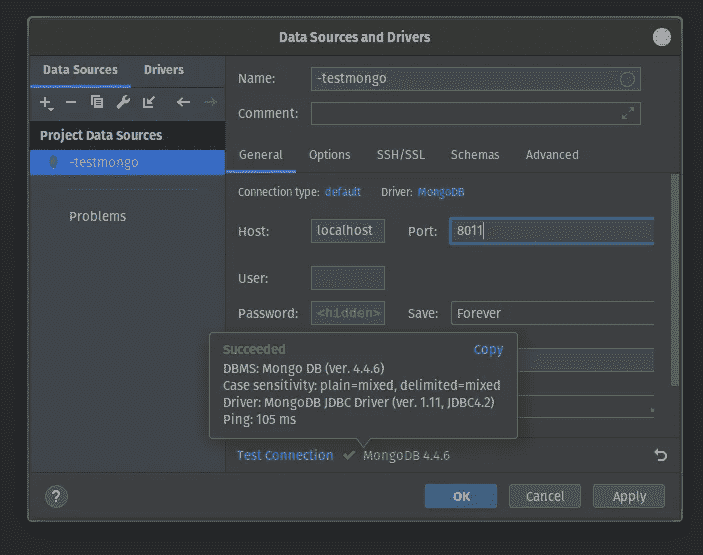 Data Sources and Drivers
Data Sources Drivers
Name: -testmongo
Comment:
Project Data Sources
-testmongo
Problems
General Options SSH/SSL Schemas Advanced
Connection type: default Driver: MongoDB
Host: localhost Port: 8011
User:
Password: <hidden> Save: Forever
Succeeded Copy
DBMS: Mongo DB (ver. 4.4.6)
Case sensitivity: plain=mixed, delimited=mixed
Driver: MongoDB JDBC Driver (ver. 1.11, JDBC4.2)
Ping: 105 ms
Test Connection MongoDB 4.4.6
? OK Cancel Apply